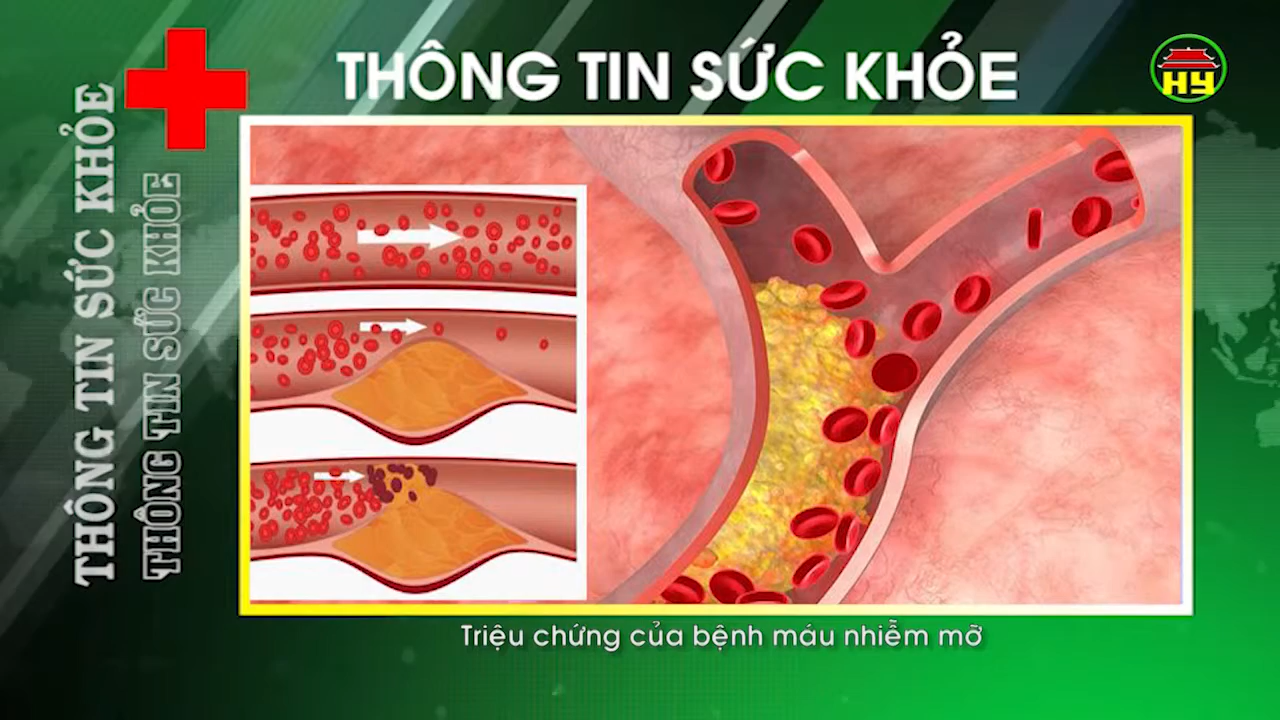 THÔNG TIN SỨC KHỎE
HY
THÔNG TIN SỨC KHỎE
THÔNG TIN SỨC KHỎE
Triệu chứng của bệnh máu nhiễm mỡ